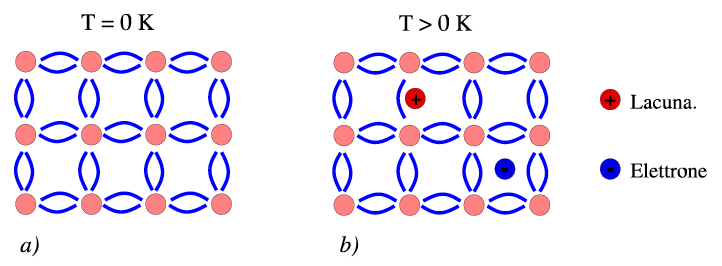 T = 0 K
T > 0 K
+
+ Lacuna.
- Elettrone
-
a)
b)